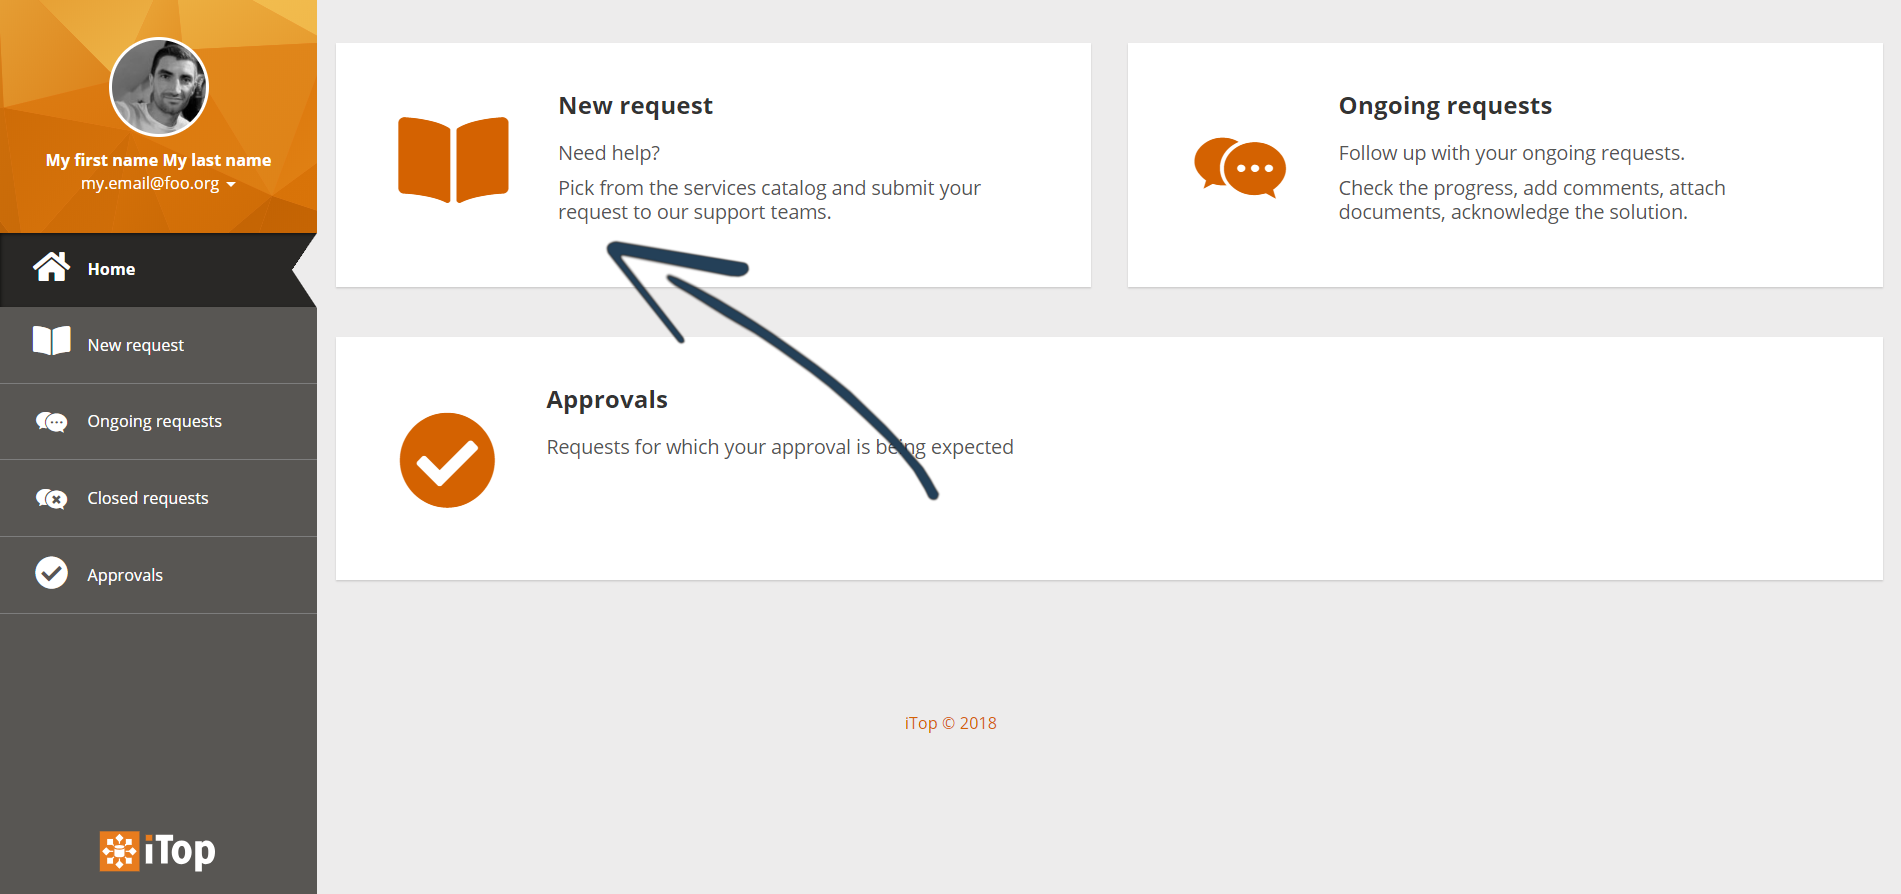 My first name My last name
my.email@foo.org
Home
New request
Ongoing requests
Closed requests
Approvals
iTop
New request
Need help?
Pick from the services catalog and submit your
request to our support teams.
Ongoing requests
Follow up with your ongoing requests.
Check the progress, add comments, attach
documents, acknowledge the solution.
Approvals
Requests for which your approval is being expected
iTop © 2018